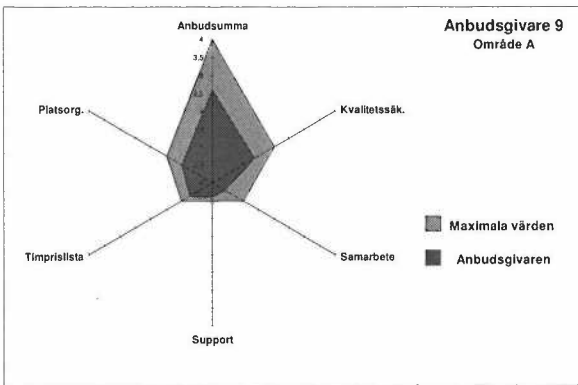 Anbudsgivare 9
Område A
Anbudsumma
4
3,5
Kvalitetssäk.
Platsorg.
Timprislista
Samarbete
Support
Maximala värden
Anbudsgivaren